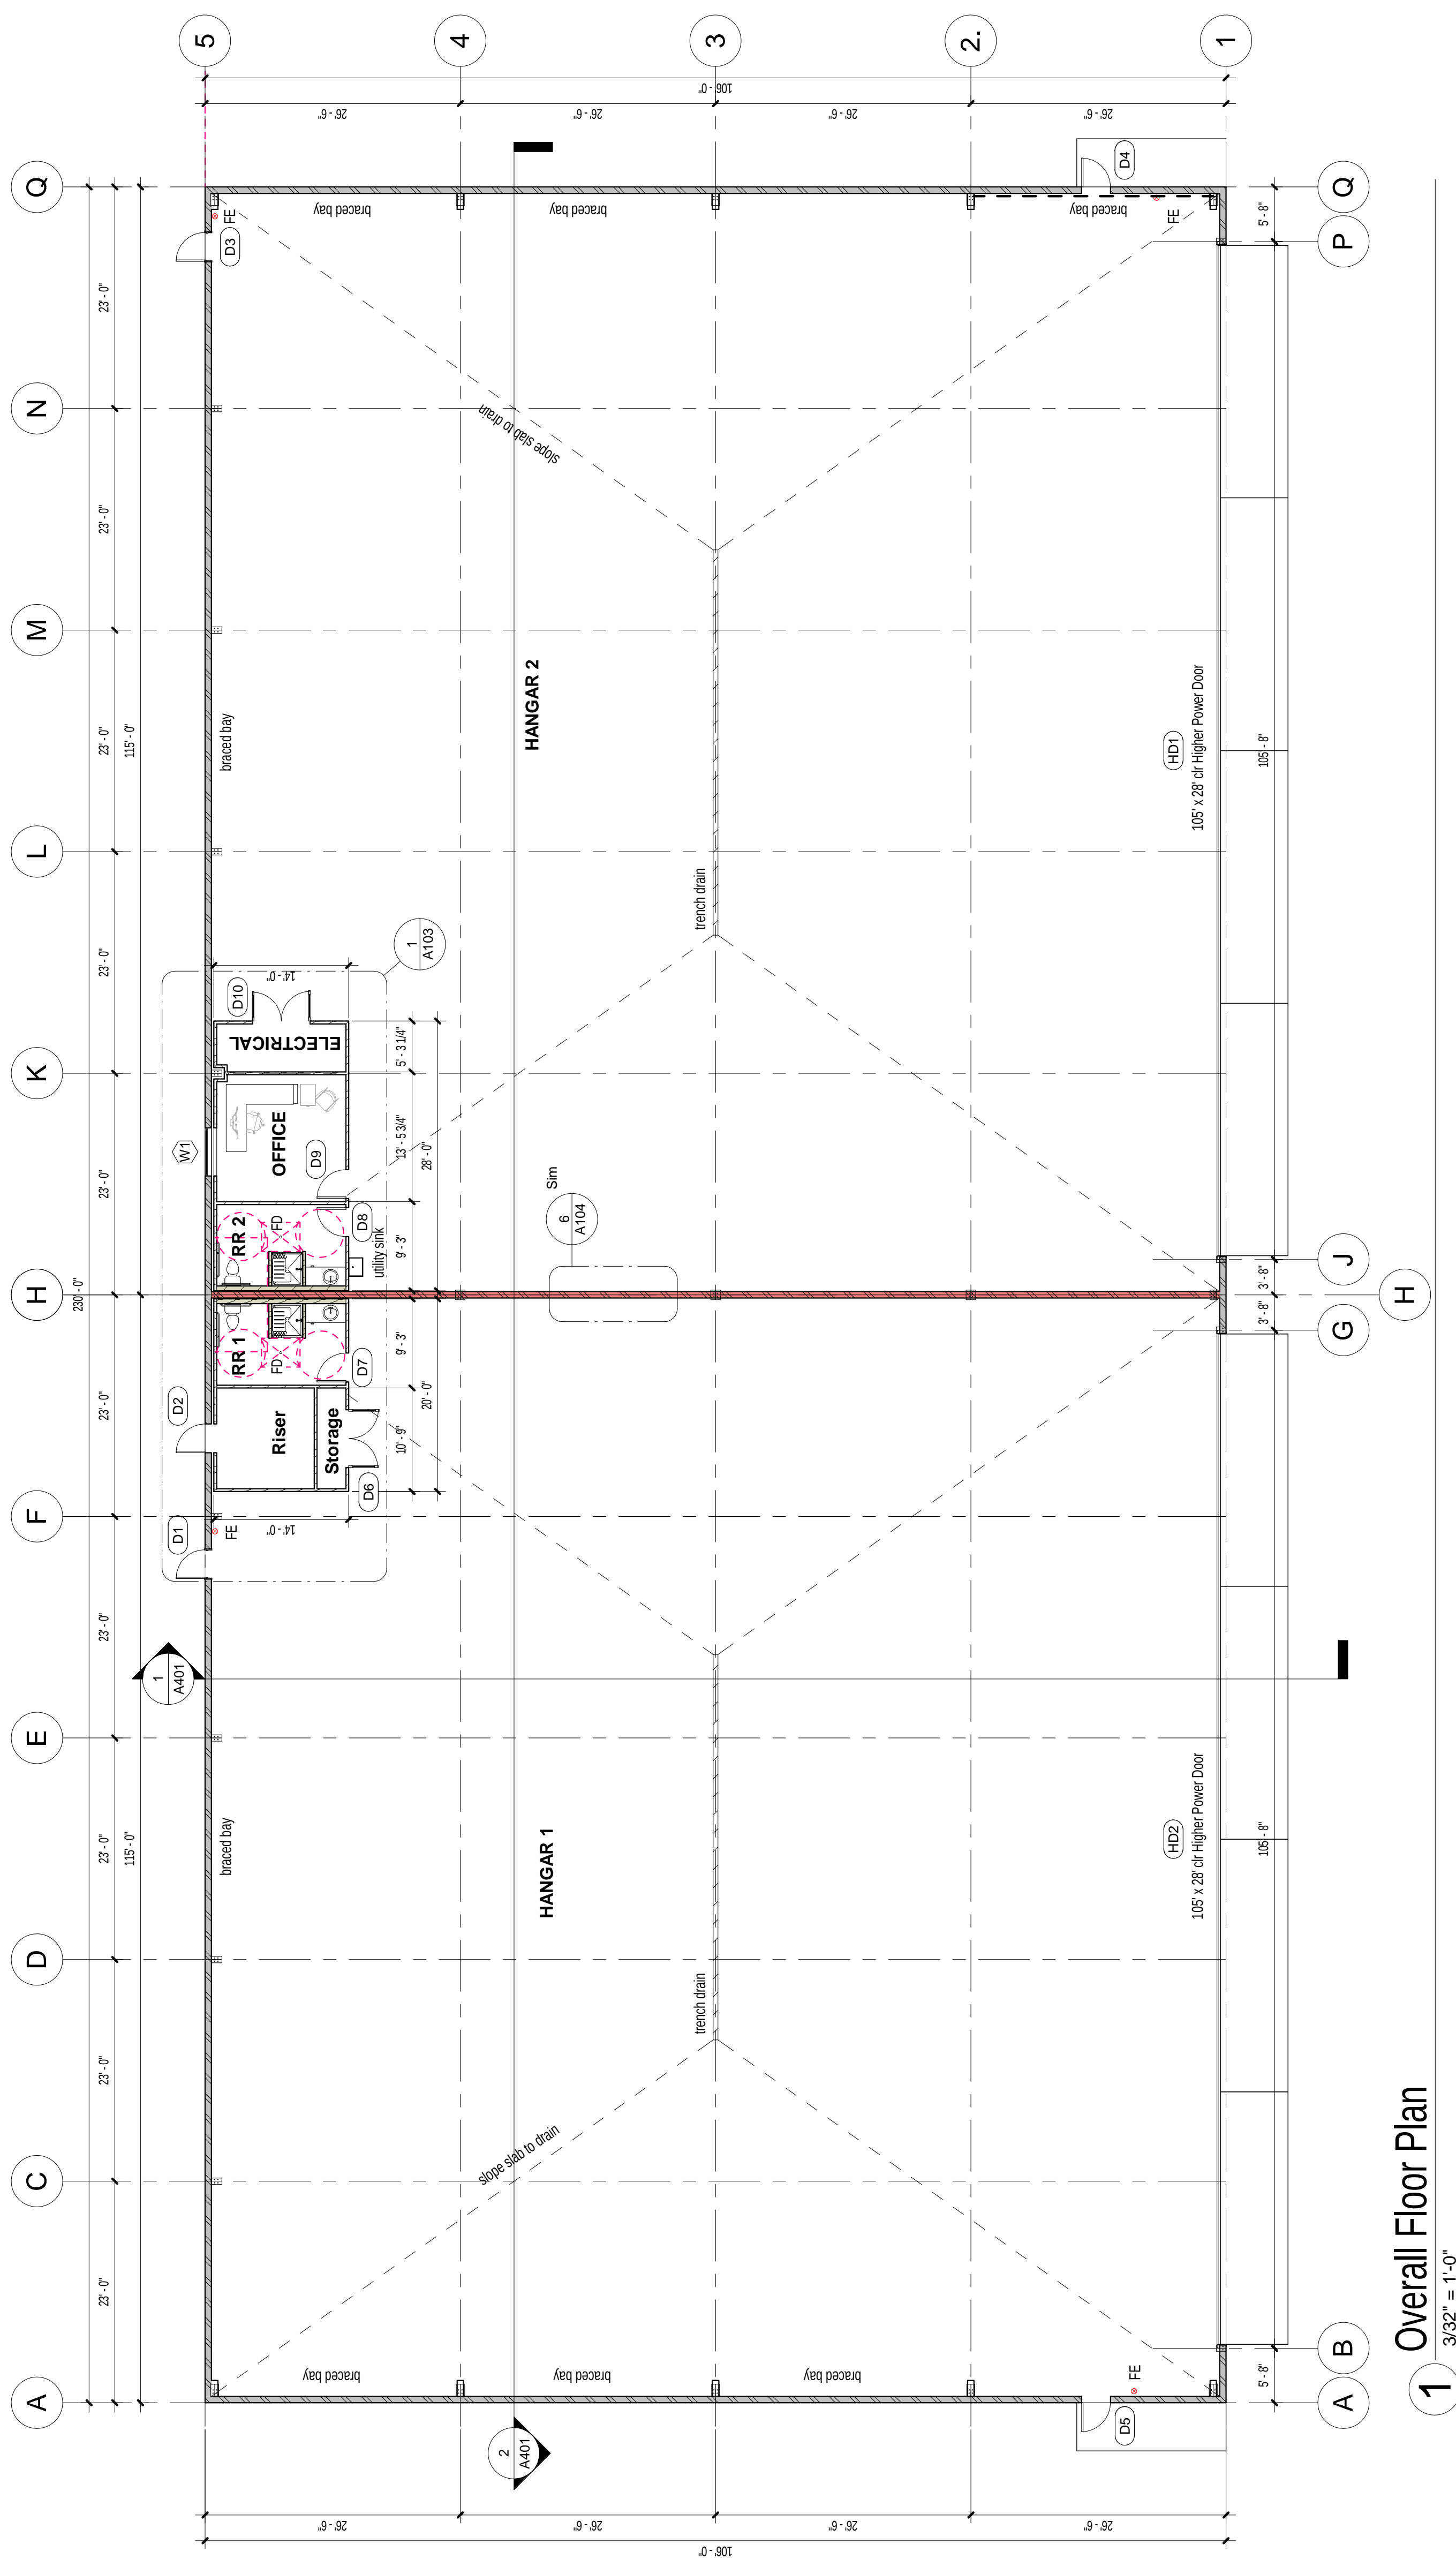 A
C
D
E
F
H
K
L
M
N
Q
230' - 0"
23' - 0"
23' - 0"
23' - 0"
23' - 0"
23' - 0"
23' - 0"
23' - 0"
23' - 0"
23' - 0"
23' - 0"
115' - 0"
115' - 0"
1
A401
D1
D2
W1
5
4
3
2.
1
106' - 0"
26' - 6"
26' - 6"
26' - 6"
26' - 6"
106' - 0"
26' - 6"
26' - 6"
26' - 6"
26' - 6"
braced bay
braced bay
FE
FE
D3
Riser
Storage
RR 1
FD
RR 2
FD
OFFICE
ELECTRICAL
D6
D7
D8
D9
D10
utility sink
14' - 0"
14' - 0"
10' - 9"
9' - 3"
9' - 3"
13' - 5 3/4"
5' - 3 1/4"
20' - 0"
28' - 0"
1
A103
braced bay
braced bay
braced bay
braced bay
braced bay
braced bay
2
A401
slope slab to drain
slope slab to drain
HANGAR 1
HANGAR 2
6
A104
Sim
trench drain
trench drain
FE
FE
D5
D4
HD2
105' x 28' clr Higher Power Door
HD1
105' x 28' clr Higher Power Door
5' - 8"
105' - 8"
3' - 8"
3' - 8"
105' - 8"
5' - 8"
A
B
G
H
J
P
Q
1
Overall Floor Plan
3/32" = 1'-0"